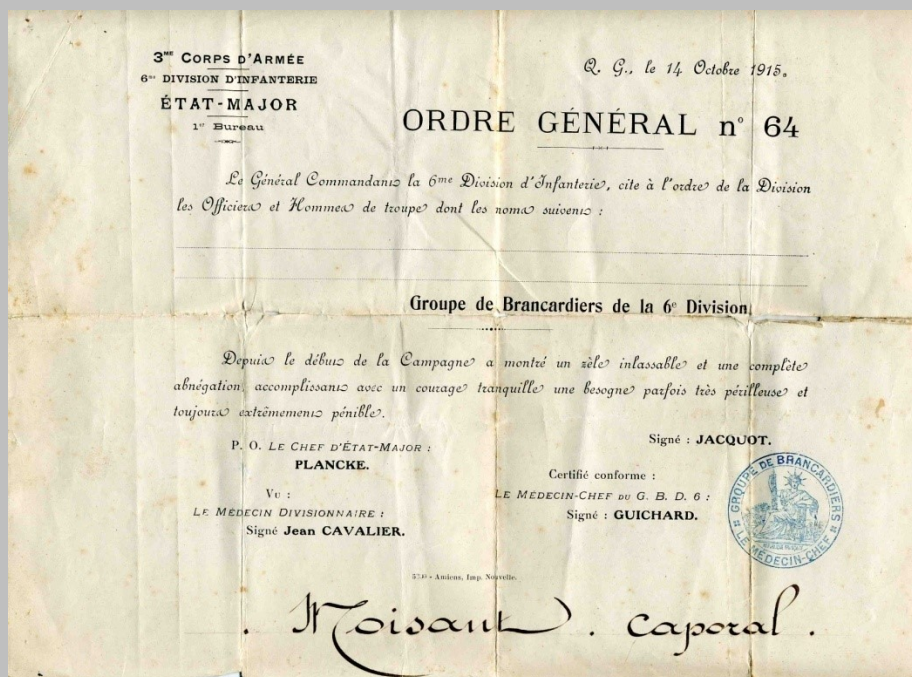 3ME CORPS D'ARMÉE
6me DIVISION D'INFANTERIE
ÉTAT-MAJOR
1er Bureau
Q. G., le 14 Octobre 1915.
ORDRE GÉNÉRAL n° 64
Le Général Commandant la 6me Division d'Infanterie, cite à l'ordre de la Division
les Officiers et Hommes de troupe dont les noms suivent :
Groupe de Brancardiers de la 6e Division.
Depuis le début de la Campagne a montré un zèle inlassable et une complète
abnégation, accomplissant avec un courage tranquille une besogne parfois très périlleuse et
toujours extrêmement pénible.
P. O. LE CHEF D'ÉTAT-MAJOR :
PLANCKE.
Vu :
LE MÉDECIN DIVISIONNAIRE :
Signé Jean CAVALIER.
Signé : JACQUOT.
Certifié conforme :
LE MÉDECIN-CHEF DU G. B. D. 6 :
Signé : GUICHARD.
GROUPE DE BRANCARDIERS
LE MÉDECIN-CHEF
Amiens, Imp. Nouvelle.
Moisant. caporal.